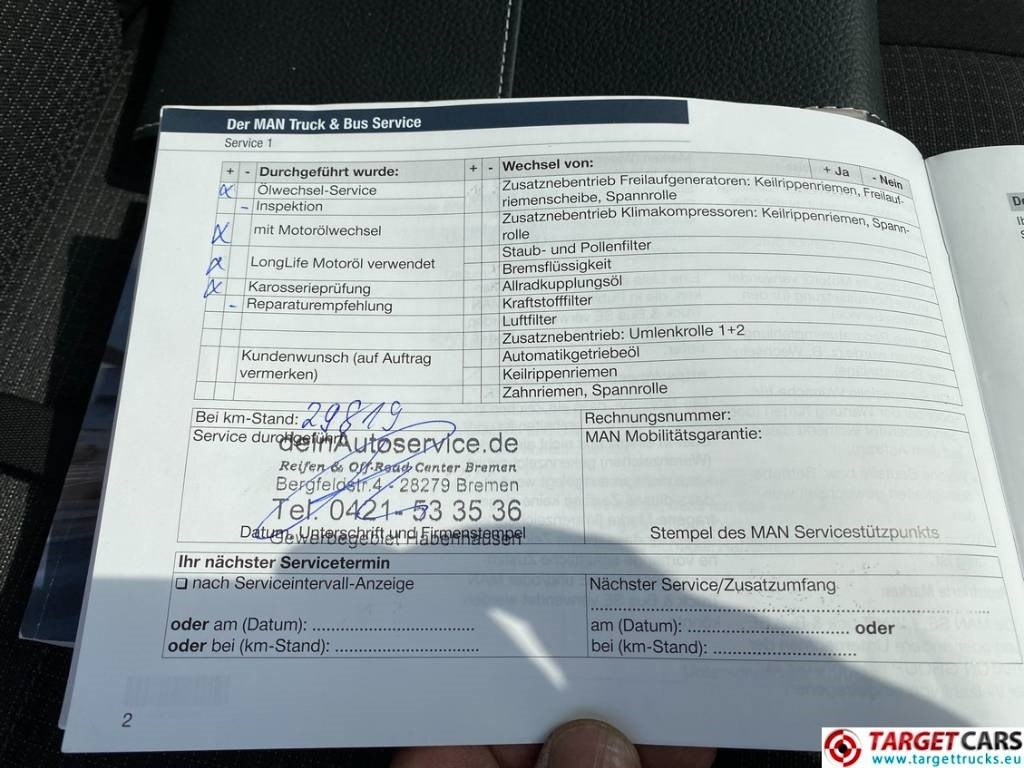 Der MAN Truck & Bus Service
Service 1
+ - Durchgeführt wurde:
x Ölwechsel-Service
- Inspektion
x mit Motorölwechsel
x LongLife Motoröl verwendet
x Karosserieprüfung
- Reparaturempfehlung
Kundenwunsch (auf Auftrag
vermerken)
+ - Wechsel von: + Ja - Nein
Zusatznebentrieb Freilaufgeneratoren: Keilrippenriemen, Freilauf-
riemenscheibe, Spannrolle
Zusatznebentrieb Klimakompressoren: Keilrippenriemen, Spann-
rolle
Staub- und Pollenfilter
Bremsflüssigkeit
Allradkupplungsöl
Kraftstofffilter
Luftfilter
Zusatznebentrieb: Umlenkrolle 1+2
Automatikgetriebeöl
Keilrippenriemen
Zahnriemen, Spannrolle
Bei km-Stand: 29819
Service durchgeführt:
deinAutoservice.de
Reifen & Off-Road Center Bremen
Bergfeldstr.4 - 28279 Bremen
Tel. 0421- 53 35 36
Gewerbegebiet Habenhausen
Datum, Unterschrift und Firmenstempel
Rechnungsnummer:
MAN Mobilitätsgarantie:
Stempel des MAN Servicestützpunkts
Ihr nächster Servicetermin
❏ nach Serviceintervall-Anzeige
oder am (Datum): ..............................
oder bei (km-Stand): ...........................
Nächster Service/Zusatzumfang
am (Datum): .............................. oder
bei (km-Stand): ...........................
2
TARGETCARS
www.targettrucks.eu